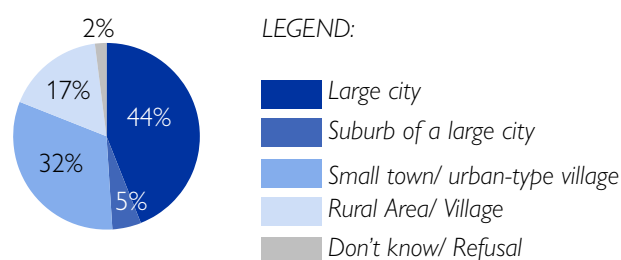 2%
LEGEND:
17%
44%
32%
5%
Large city
Suburb of a large city
Small town/ urban-type village
Rural Area/ Village
Don't know/ Refusal